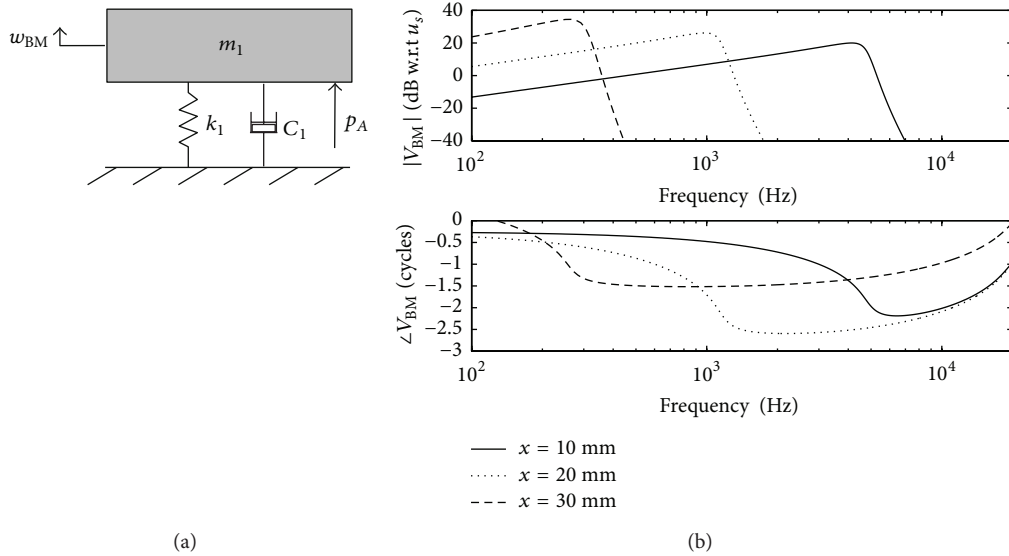 w_BM
m_1
k_1
C_1
p_A
(a)
|V_BM| (dB w.r.t u_s)
40
20
0
−20
−40
10^2
10^3
10^4
Frequency (Hz)
∠V_BM (cycles)
0
−0.5
−1
−1.5
−2
−2.5
−3
10^2
10^3
10^4
Frequency (Hz)
x = 10 mm
x = 20 mm
x = 30 mm
(b)